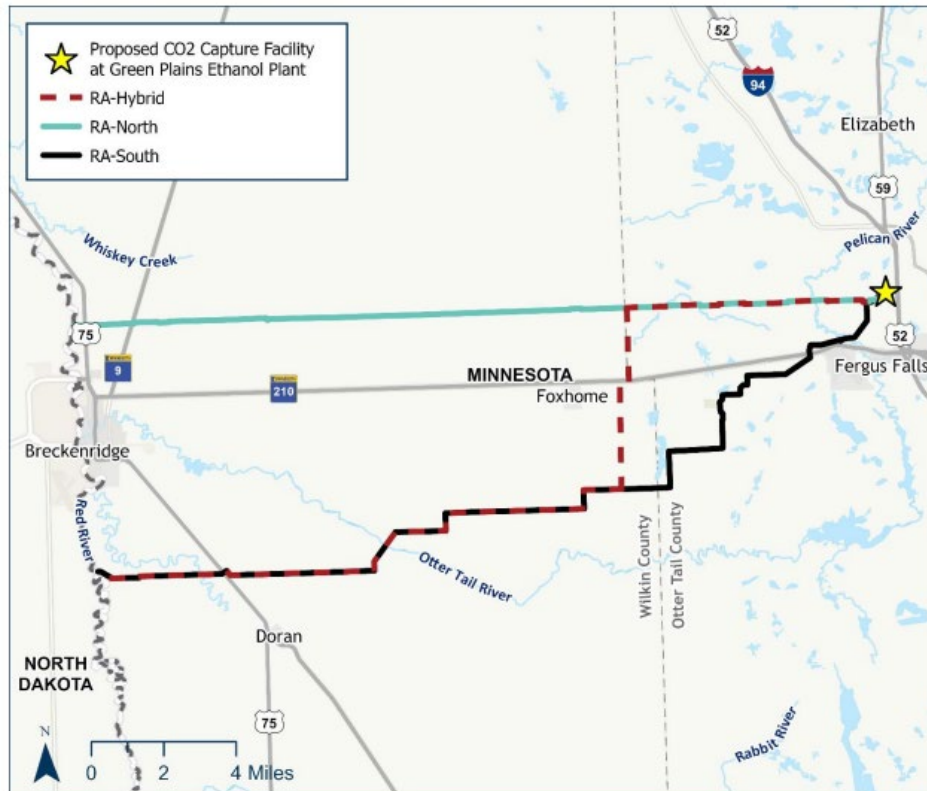 Proposed CO2 Capture Facility
at Green Plains Ethanol Plant
RA-Hybrid
RA-North
RA-South
52
94
Elizabeth
59
Pelican River
Whiskey Creek
75
52
9
MINNESOTA
Fergus Falls
210
Foxhome
Breckenridge
Red River
Otter Tail River
Wilkin County
Otter Tail County
Doran
NORTH
DAKOTA
75
Rabbit River
N
0 2 4 Miles